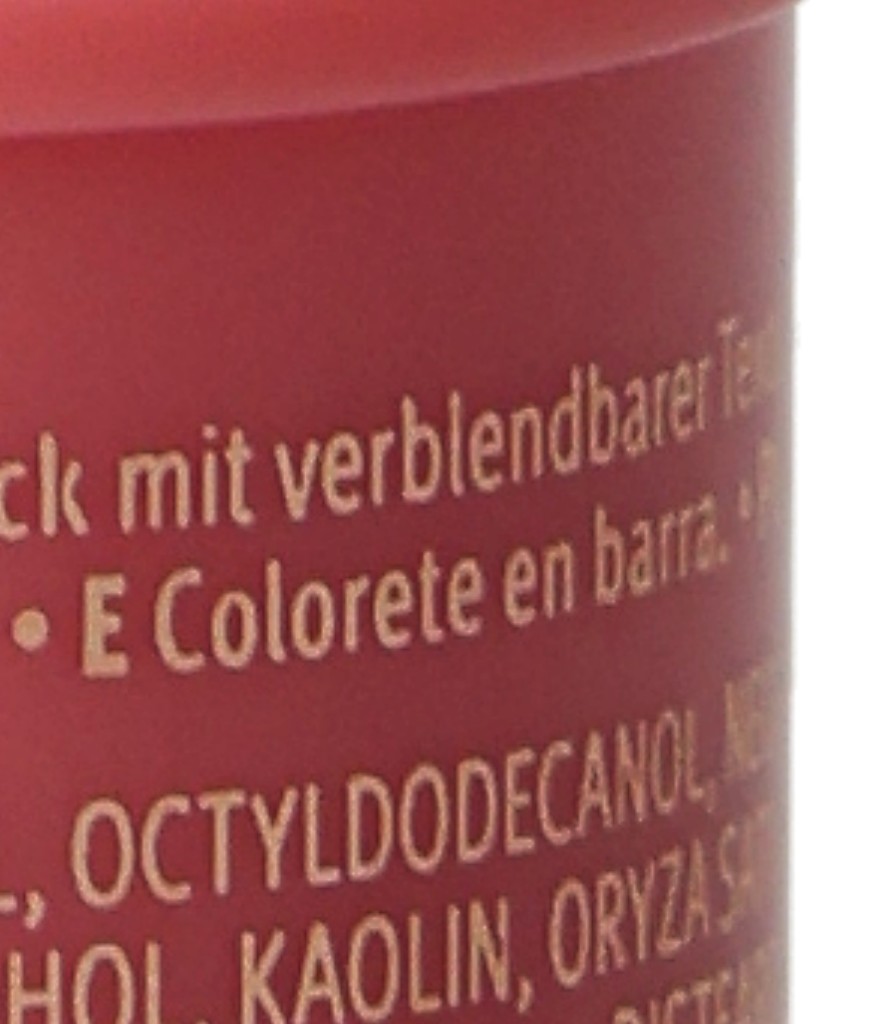 ck mit verblendbarer
• E Colorete en barra. •
, OCTYLDODECANOL,
HOL, KAOLIN, ORYZA